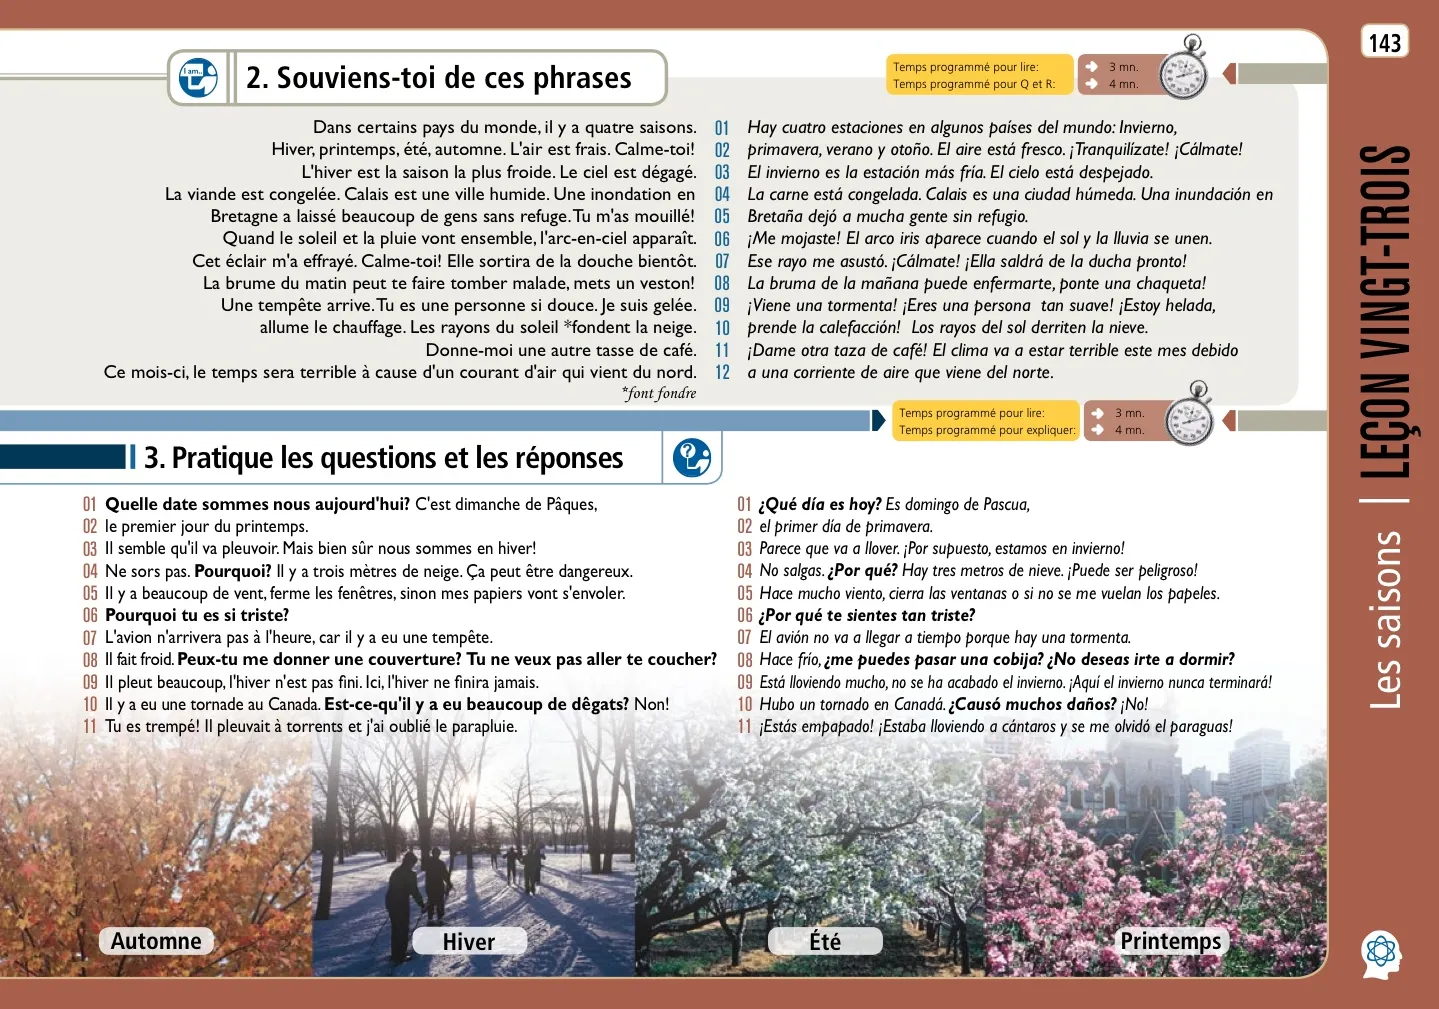 143
I am..
2. Souviens-toi de ces phrases
Temps programmé pour lire: 3 mn.
Temps programmé pour Q et R: 4 mn.
Dans certains pays du monde, il y a quatre saisons. 01 Hay cuatro estaciones en algunos países del mundo: Invierno,
Hiver, printemps, été, automne. L'air est frais. Calme-toi! 02 primavera, verano y otoño. El aire está fresco. ¡Tranquilízate! ¡Cálmate!
L'hiver est la saison la plus froide. Le ciel est dégagé. 03 El invierno es la estación más fría. El cielo está despejado.
La viande est congelée. Calais est une ville humide. Une inondation en 04 La carne está congelada. Calais es una ciudad húmeda. Una inundación en
Bretagne a laissé beaucoup de gens sans refuge. Tu m'as mouillé! 05 Bretaña dejó a mucha gente sin refugio.
Quand le soleil et la pluie vont ensemble, l'arc-en-ciel apparaît. 06 ¡Me mojaste! El arco iris aparece cuando el sol y la lluvia se unen.
Cet éclair m'a effrayé. Calme-toi! Elle sortira de la douche bientôt. 07 Ese rayo me asustó. ¡Cálmate! ¡Ella saldrá de la ducha pronto!
La brume du matin peut te faire tomber malade, mets un veston! 08 La bruma de la mañana puede enfermarte, ponte una chaqueta!
Une tempête arrive. Tu es une personne si douce. Je suis gelée. 09 ¡Viene una tormenta! ¡Eres una persona tan suave! ¡Estoy helada,
allume le chauffage. Les rayons du soleil *fondent la neige. 10 prende la calefacción! Los rayos del sol derriten la nieve.
Donne-moi une autre tasse de café. 11 ¡Dame otra taza de café! El clima va a estar terrible este mes debido
Ce mois-ci, le temps sera terrible à cause d'un courant d'air qui vient du nord. 12 a una corriente de aire que viene del norte.
*font fondre
Temps programmé pour lire: 3 mn.
Temps programmé pour expliquer: 4 mn.
3. Pratique les questions et les réponses
01 Quelle date sommes nous aujourd'hui? C'est dimanche de Pâques,
02 le premier jour du printemps.
03 Il semble qu'il va pleuvoir. Mais bien sûr nous sommes en hiver!
04 Ne sors pas. Pourquoi? Il y a trois mètres de neige. Ça peut être dangereux.
05 Il y a beaucoup de vent, ferme les fenêtres, sinon mes papiers vont s'envoler.
06 Pourquoi tu es si triste?
07 L'avion n'arrivera pas à l'heure, car il y a eu une tempête.
08 Il fait froid. Peux-tu me donner une couverture? Tu ne veux pas aller te coucher?
09 Il pleut beaucoup, l'hiver n'est pas fini. Ici, l'hiver ne finira jamais.
10 Il y a eu une tornade au Canada. Est-ce-qu'il y a eu beaucoup de dêgats? Non!
11 Tu es trempé! Il pleuvait à torrents et j'ai oublié le parapluie.
01 ¿Qué día es hoy? Es domingo de Pascua,
02 el primer día de primavera.
03 Parece que va a llover. ¡Por supuesto, estamos en invierno!
04 No salgas. ¿Por qué? Hay tres metros de nieve. ¡Puede ser peligroso!
05 Hace mucho viento, cierra las ventanas o si no se me vuelan los papeles.
06 ¿Por qué te sientes tan triste?
07 El avión no va a llegar a tiempo porque hay una tormenta.
08 Hace frío, ¿me puedes pasar una cobija? ¿No deseas irte a dormir?
09 Está lloviendo mucho, no se ha acabado el invierno. ¡Aquí el invierno nunca terminará!
10 Hubo un tornado en Canadá. ¿Causó muchos daños? ¡No!
11 ¡Estás empapado! ¡Estaba lloviendo a cántaros y se me olvidó el paraguas!
Automne
Hiver
Été
Printemps
Les saisons | LEÇON VINGT-TROIS